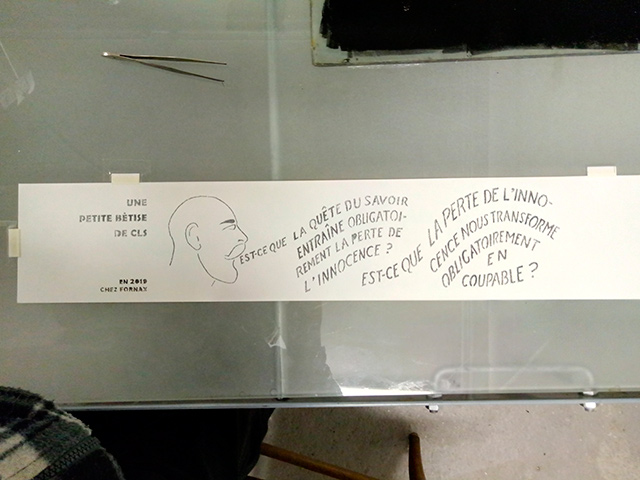 UNE
PETITE BÊTISE
DE CLS
EN 2019
CHEZ FORNAX
EST-CE QUE LA QUÊTE DU SAVOIR
ENTRAÎNE OBLIGATOI-
REMENT LA PERTE DE
L'INNOCENCE ?
EST-CE QUE LA PERTE DE L'INNO-
CENCE NOUS TRANSFORME
OBLIGATOIREMENT
EN
COUPABLE ?